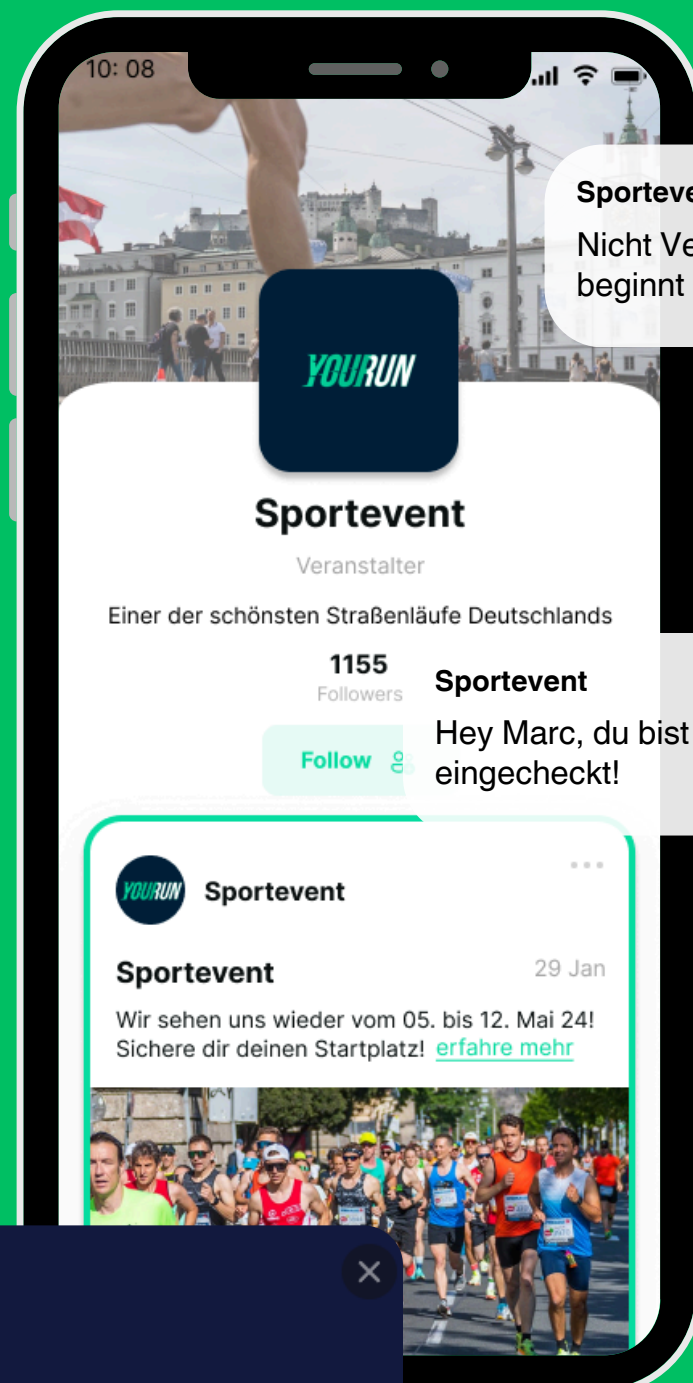 10: 08
Sporteve
Nicht Ve
beginnt
YOURUN
Sportevent
Veranstalter
Einer der schönsten Straßenläufe Deutschlands
1155
Followers
Follow
Sportevent
Hey Marc, du bist
eingecheckt!
YOURUN
Sportevent
Sportevent
29 Jan
Wir sehen uns wieder vom 05. bis 12. Mai 24!
Sichere dir deinen Startplatz! erfahre mehr